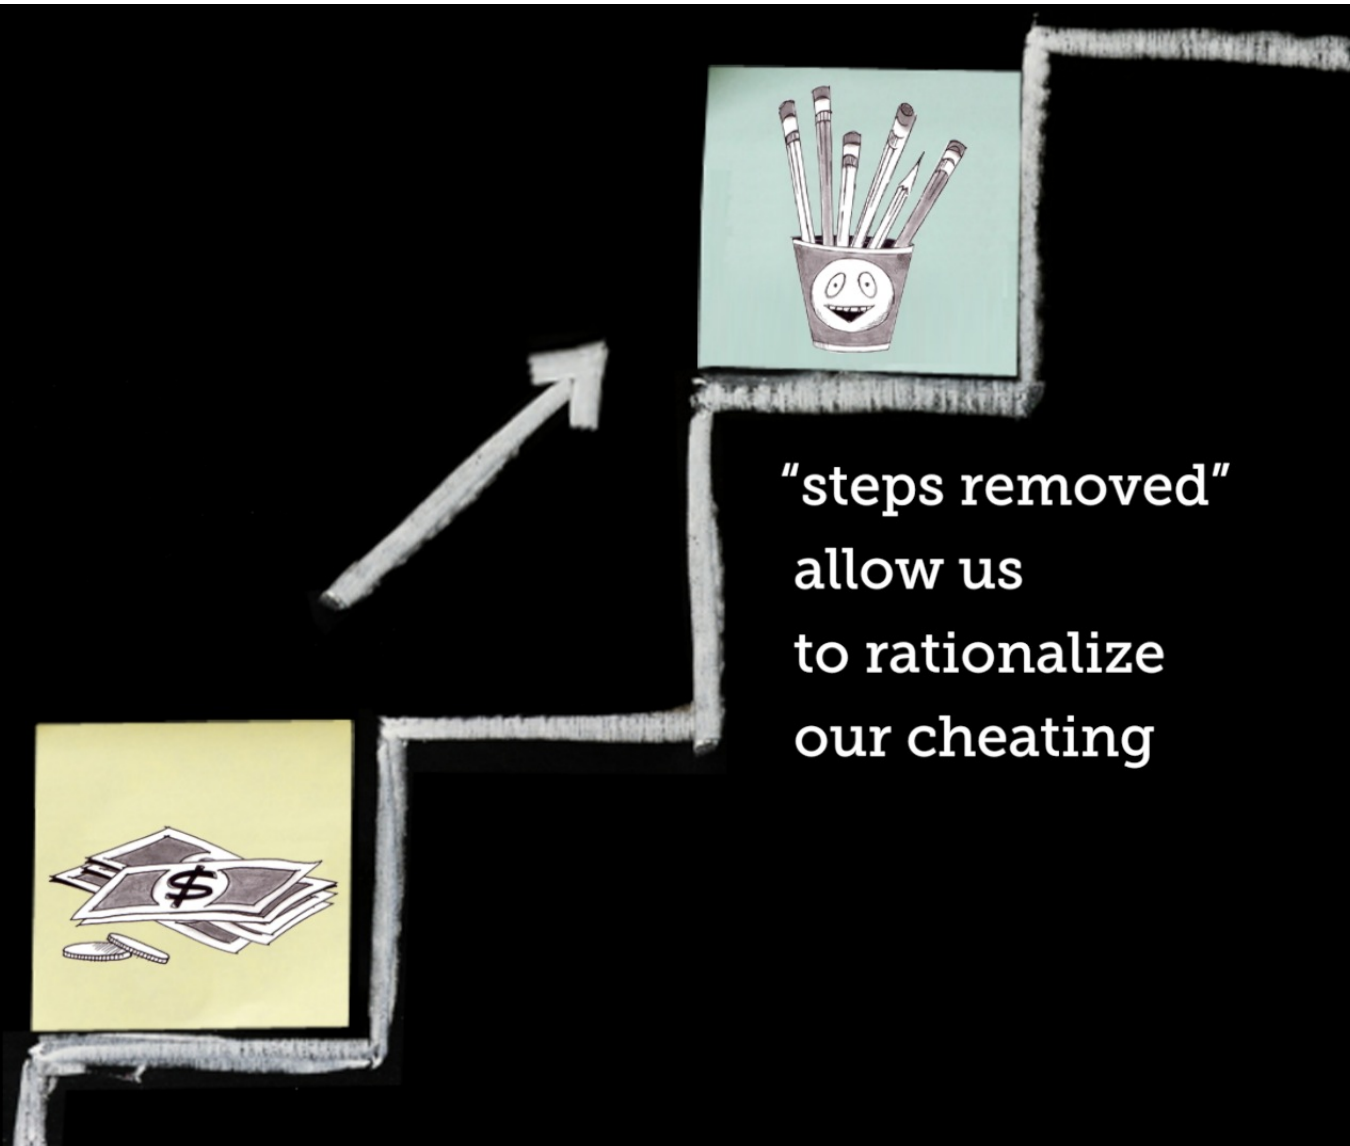 “steps removed”
allow us
to rationalize
our cheating
$